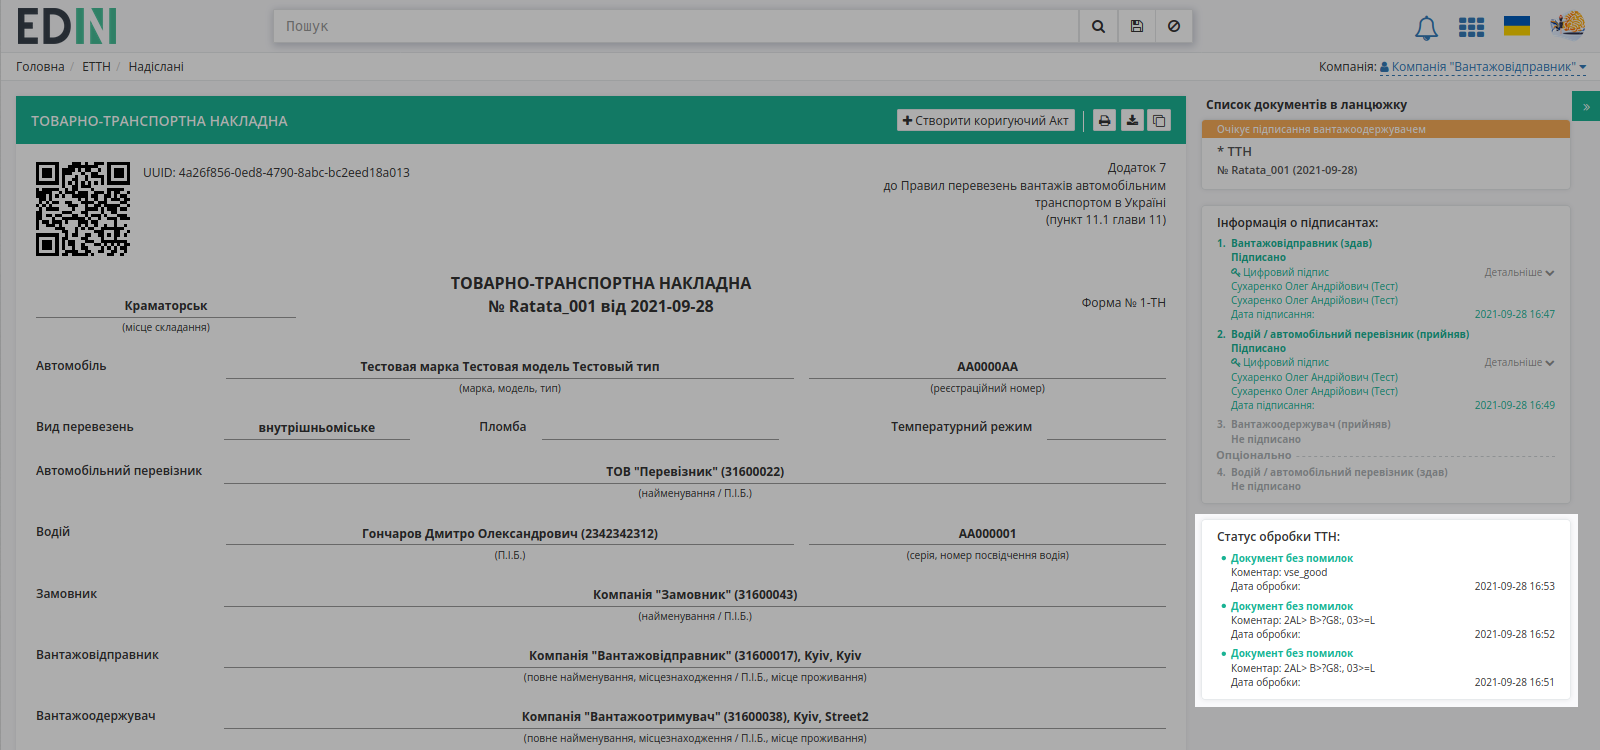 EDIN
Пошук
Головна / ЕТТН / Надіслані
Компанія: Компанія "Вантажовідправник"
ТОВАРНО-ТРАНСПОРТНА НАКЛАДНА
Створити коригуючий Акт
UUID: 4a26f856-0ed8-4790-8abc-bc2eed18a013
Додаток 7
до Правил перевезень вантажів автомобільним
транспортом в Україні
(пункт 11.1 глави 11)
ТОВАРНО-ТРАНСПОРТНА НАКЛАДНА
№ Ratata_001 від 2021-09-28
Краматорськ
(місце складання)
Форма № 1-ТН
Автомобіль
Тестовая марка Тестовая модель Тестовый тип
(марка, модель, тип)
АА0000АА
(реєстраційний номер)
Вид перевезень
внутрішньоміське
Пломба
Температурний режим
Автомобільний перевізник
ТОВ "Перевізник" (31600022)
(найменування / П.І.Б.)
Водій
Гончаров Дмитро Олександрович (2342342312)
(П.І.Б.)
АА000001
(серія, номер посвідчення водія)
Замовник
Компанія "Замовник" (31600043)
(найменування / П.І.Б.)
Вантажовідправник
Компанія "Вантажовідправник" (31600017), Kyiv, Kyiv
(повне найменування, місцезнаходження / П.І.Б., місце проживання)
Вантажоодержувач
Компанія "Вантажоотримувач" (31600038), Kyiv, Street2
(повне найменування, місцезнаходження / П.І.Б., місце проживання)
Список документів в ланцюжку
»
Очікує підписання вантажоодержувачем
* ТТН
№ Ratata_001 (2021-09-28)
Інформація о підписантах:
1. Вантажовідправник (здав)
Підписано
Цифровий підпис Детальніше
Сухаренко Олег Андрійович (Тест)
Сухаренко Олег Андрійович (Тест)
Дата підписання: 2021-09-28 16:47
2. Водій / автомобільний перевізник (прийняв)
Підписано
Цифровий підпис Детальніше
Сухаренко Олег Андрійович (Тест)
Сухаренко Олег Андрійович (Тест)
Дата підписання: 2021-09-28 16:49
3. Вантажоодержувач (прийняв)
Не підписано
Опціонально
4. Водій / автомобільний перевізник (здав)
Не підписано
Статус обробки ТТН:
• Документ без помилок
Коментар: vse_good
Дата обробки: 2021-09-28 16:53
• Документ без помилок
Коментар: 2AL> B>?G8:, 03>=L
Дата обробки: 2021-09-28 16:52
• Документ без помилок
Коментар: 2AL> B>?G8:, 03>=L
Дата обробки: 2021-09-28 16:51